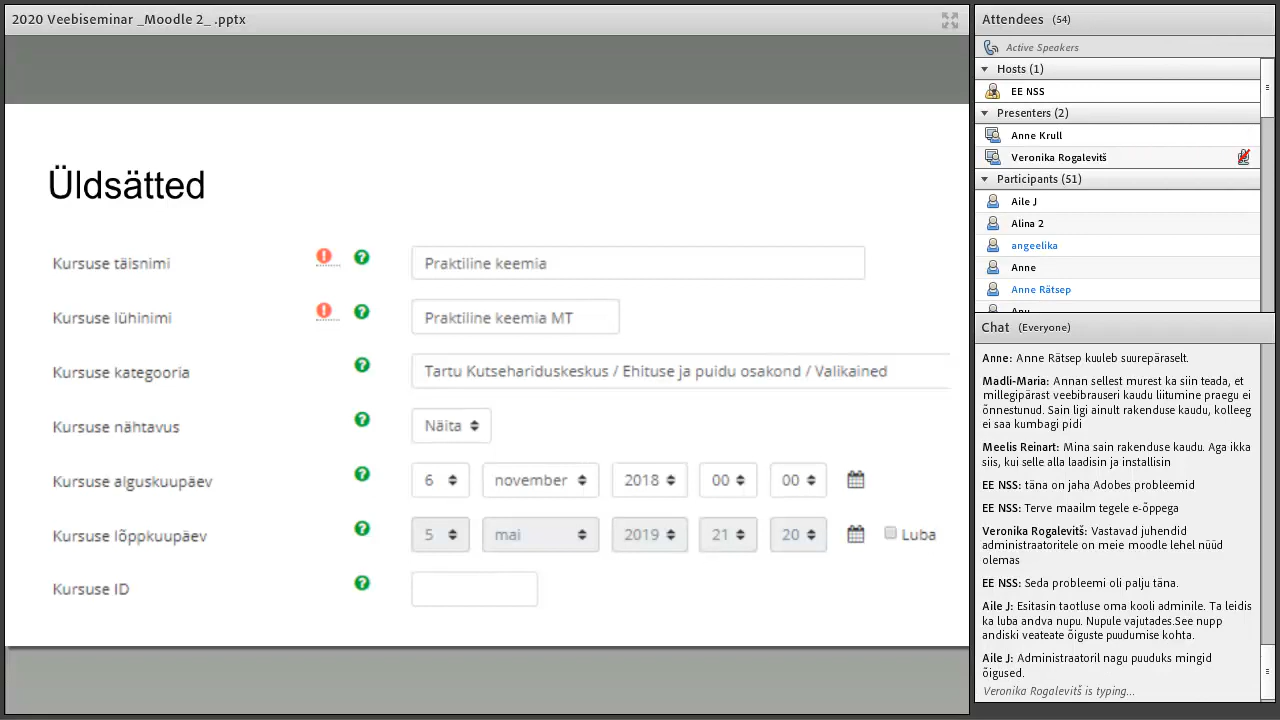 2020 Veebiseminar _Moodle 2_ .pptx
Üldsätted
Kursuse täisnimi
Praktiline keemia
Kursuse lühinimi
Praktiline keemia MT
Kursuse kategooria
Tartu Kutsehariduskeskus / Ehituse ja puidu osakond / Valikained
Kursuse nähtavus
Näita
Kursuse alguskuupäev
6 november 2018 00 00
Kursuse lõppkuupäev
5 mai 2019 21 20 Luba
Kursuse ID
Attendees (54)
Active Speakers
Hosts (1)
EE NSS
Presenters (2)
Anne Krull
Veronika Rogalevitš
Participants (51)
Aile J
Alina 2
angeelika
Anne
Anne Rätsep
Chat (Everyone)
Anne: Anne Rätsep kuuleb suurepäraselt.
Madli-Maria: Annan sellest murest ka siin teada, et
millegipärast veebibrauseri kaudu liitumine praegu ei
õnnestunud. Sain ligi ainult rakenduse kaudu, kolleeg
ei saa kumbagi pidi
Meelis Reinart: Mina sain rakenduse kaudu. Aga ikka
siis, kui selle alla laadisin ja installisin
EE NSS: täna on jaha Adobes probleemid
EE NSS: Terve maailm tegele e-õppega
Veronika Rogalevitš: Vastavad juhendid
administraatoritele on meie moodle lehel nüüd
olemas
EE NSS: Seda probleemi oli palju täna.
Aile J: Esitasin taotluse oma kooli adminile. Ta leidis
ka luba andva nupu. Nupule vajutades.See nupp
andiski veateate õiguste puudumise kohta.
Aile J: Administraatoril nagu puuduks mingid
õigused.
Veronika Rogalevitš is typing...